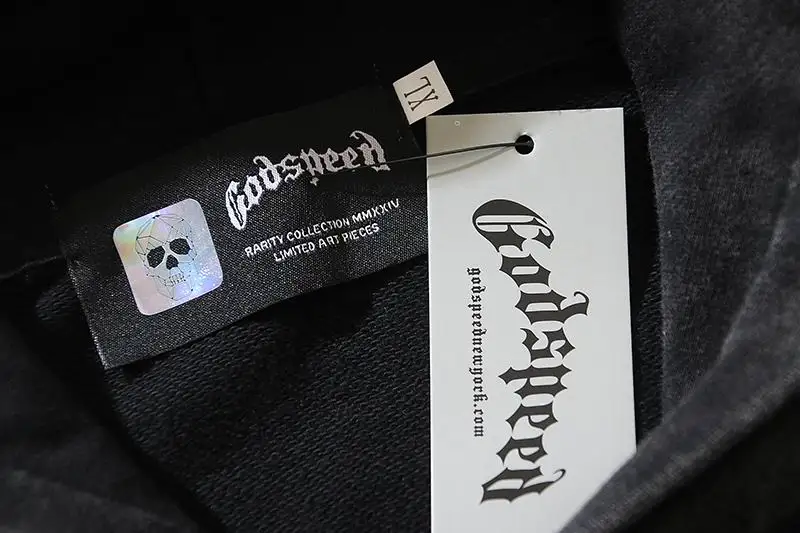 XL
Godspeed
RARITY COLLECTION MMXXIV
LIMITED ART PIECES
Godspeed
godspeednewyork.com